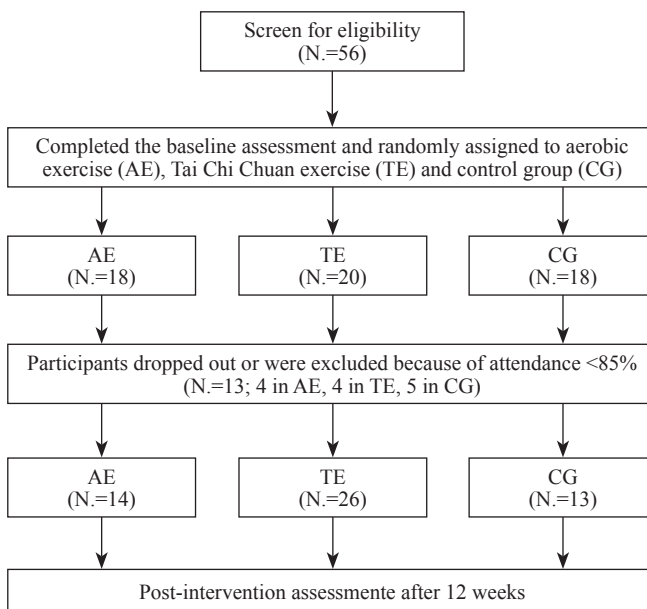 Screen for eligibility
(N.=56)
Completed the baseline assessment and randomly assigned to aerobic
exercise (AE), Tai Chi Chuan exercise (TE) and control group (CG)
AE
(N.=18)
TE
(N.=20)
CG
(N.=18)
Participants dropped out or were excluded because of attendance <85%
(N.=13; 4 in AE, 4 in TE, 5 in CG)
AE
(N.=14)
TE
(N.=26)
CG
(N.=13)
Post-intervention assessmente after 12 weeks